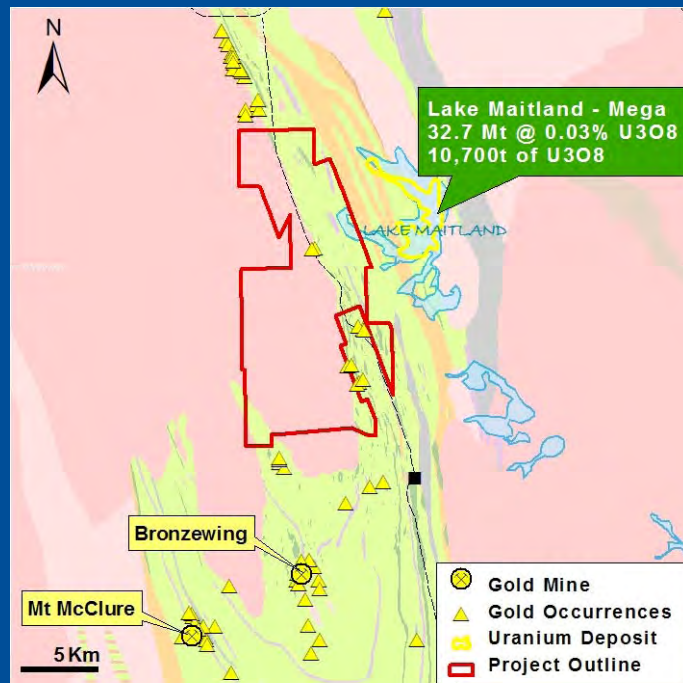 N
Lake Maitland - Mega
32.7 Mt @ 0.03% U3O8
10,700t of U3O8
LAKE MAITLAND
Bronzewing
Mt McClure
5 Km
Gold Mine
Gold Occurrences
Uranium Deposit
Project Outline